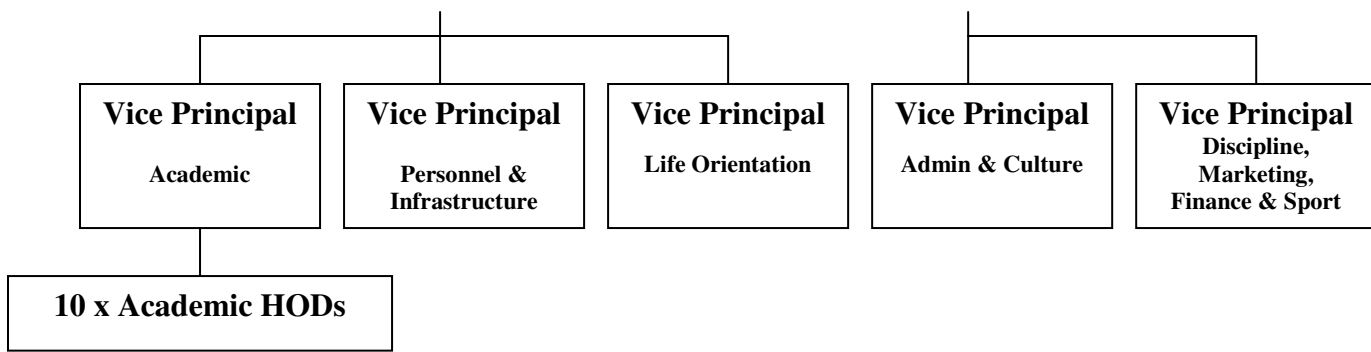 Vice Principal
Academic
Vice Principal
Personnel &
Infrastructure
Vice Principal
Life Orientation
Vice Principal
Admin & Culture
Vice Principal
Discipline,
Marketing,
Finance & Sport
10 x Academic HODs